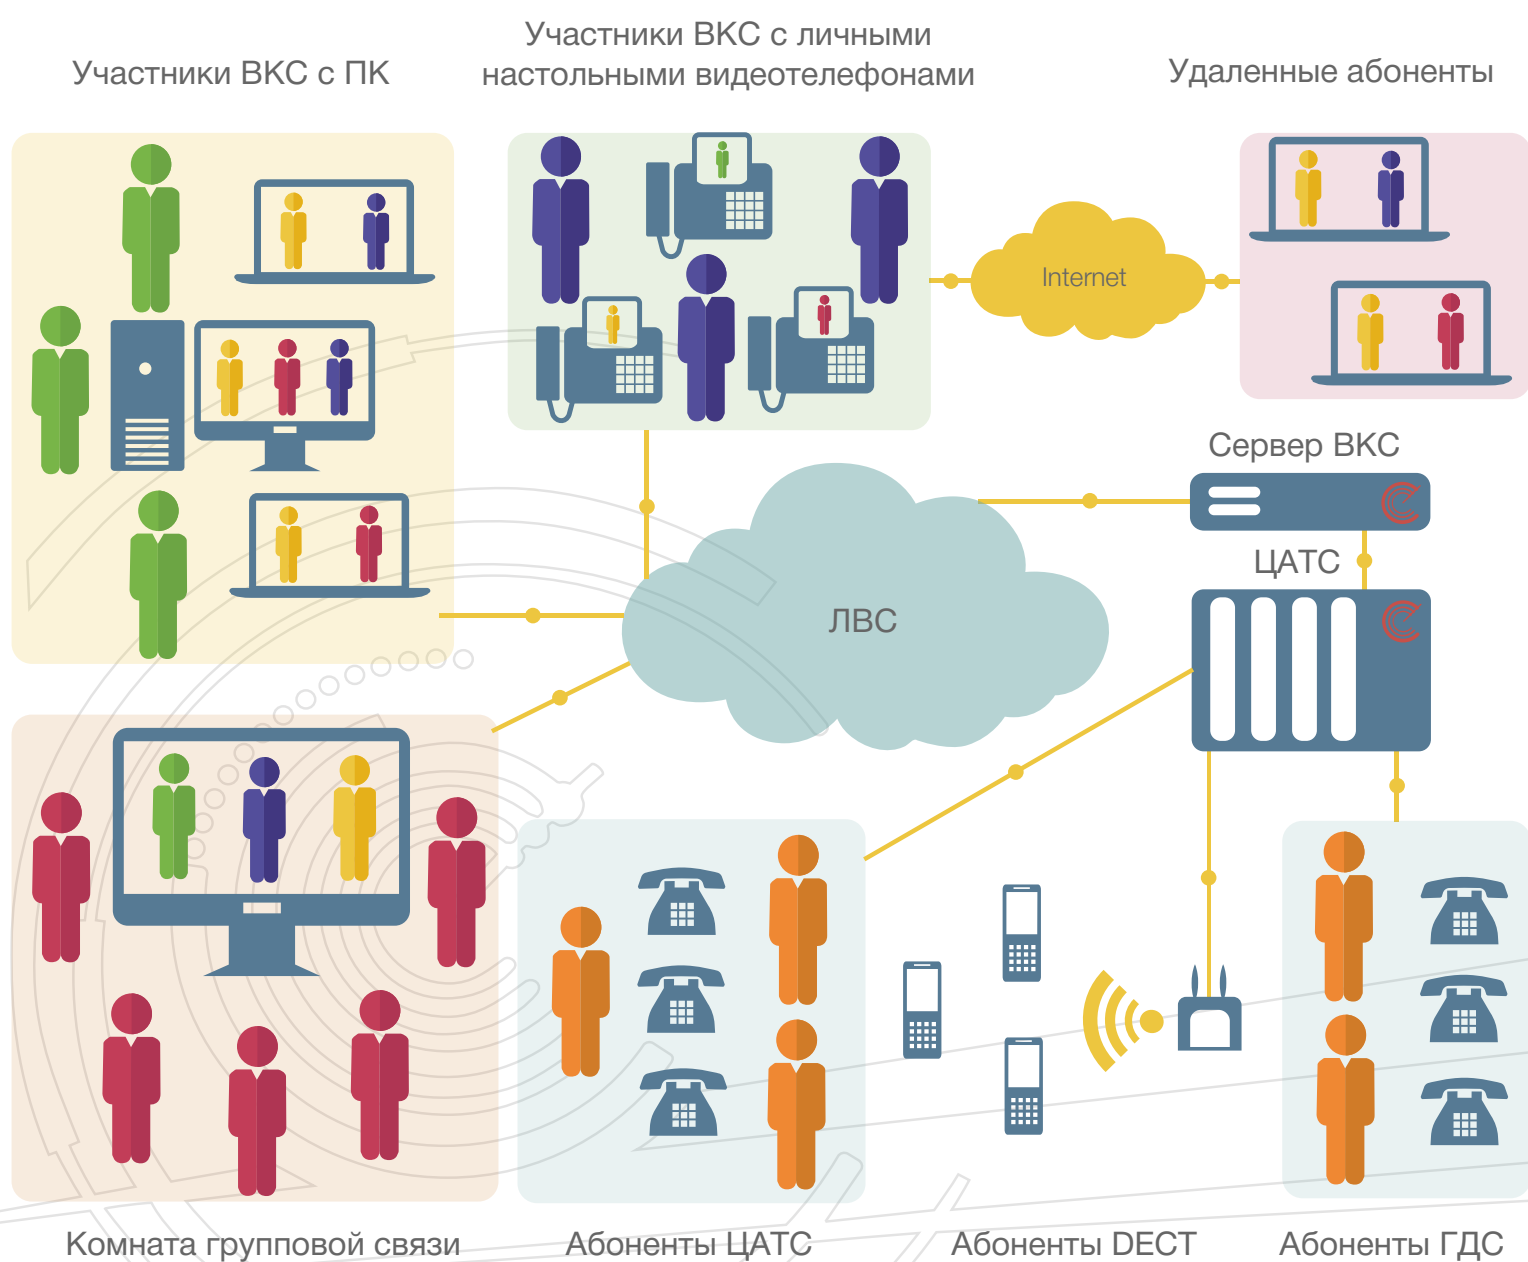 Участники ВКС с ПК
Участники ВКС с личными
настольными видеотелефонами
Удаленные абоненты
Internet
Сервер ВКС
ЦАТС
ЛВС
Комната групповой связи
Абоненты ЦАТС
Абоненты DECT
Абоненты ГДС